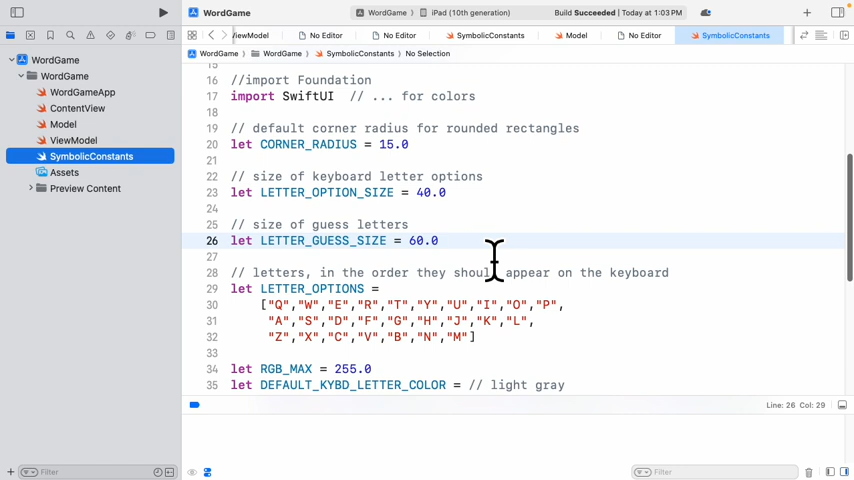 WordGame
WordGame
iPad (10th generation)
Build Succeeded | Today at 1:03 PM
iewModel
No Editor
No Editor
SymbolicConstants
Model
No Editor
SymbolicConstants
WordGame
WordGame
SymbolicConstants
No Selection
WordGame
WordGame
WordGameApp
ContentView
Model
ViewModel
SymbolicConstants
Assets
Preview Content
15
16 //import Foundation
17 import SwiftUI // ... for colors
18
19 // default corner radius for rounded rectangles
20 let CORNER_RADIUS = 15.0
21
22 // size of keyboard letter options
23 let LETTER_OPTION_SIZE = 40.0
24
25 // size of guess letters
26 let LETTER_GUESS_SIZE = 60.0
27
28 // letters, in the order they shoul appear on the keyboard
29 let LETTER_OPTIONS =
30 ["Q","W","E","R","T","Y","U","I","O","P",
31 "A","S","D","F","G","H","J","K","L",
32 "Z","X","C","V","B","N","M"]
33
34 let RGB_MAX = 255.0
35 let DEFAULT_KYBD_LETTER_COLOR = // light gray
Line: 26 Col: 29
Filter
Filter